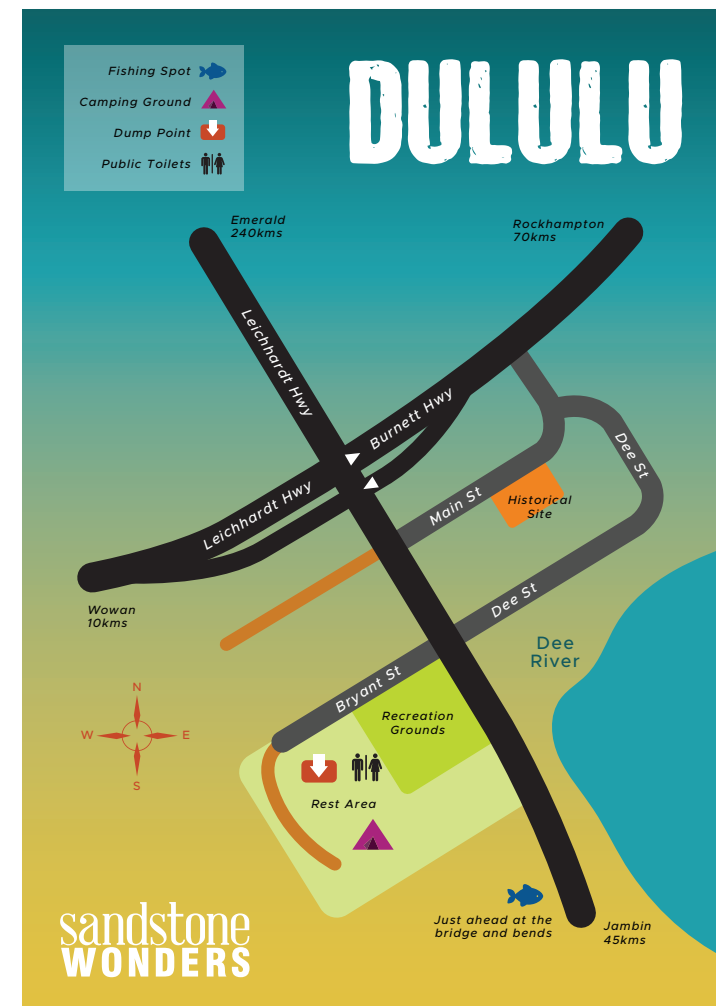 Fishing Spot
Camping Ground
Dump Point
Public Toilets
DULULU
Emerald
240kms
Rockhampton
70kms
Leichhardt Hwy
Burnett Hwy
Leichhardt Hwy
Main St
Dee St
Historical
Site
Wowan
10kms
Dee St
Dee
River
Bryant St
Recreation
Grounds
N
W
E
S
Rest Area
Just ahead at the
bridge and bends
Jambin
45kms
sandstone
WONDERS